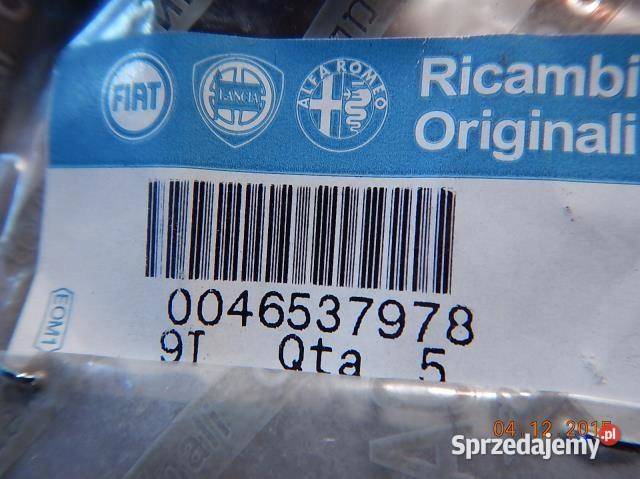 FIAT
LANCIA
ALFA ROMEO
Ricambi
Originali
0046537978
9T Qta 5
EOM1
04.12.2015
Sprzedajemy.pl